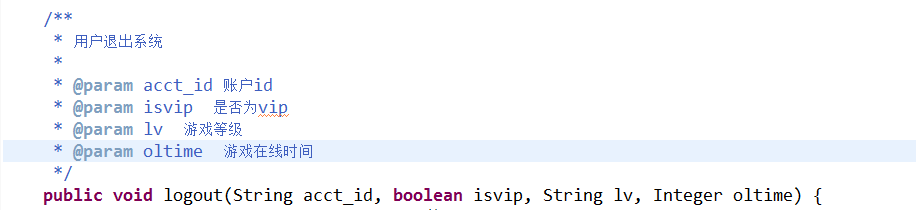 /**
* 用户退出系统
*
* @param acct_id 账户id
* @param isvip 是否为vip
* @param lv 游戏等级
* @param oltime 游戏在线时间
*/
public void logout(String acct_id, boolean isvip, String lv, Integer oltime) {